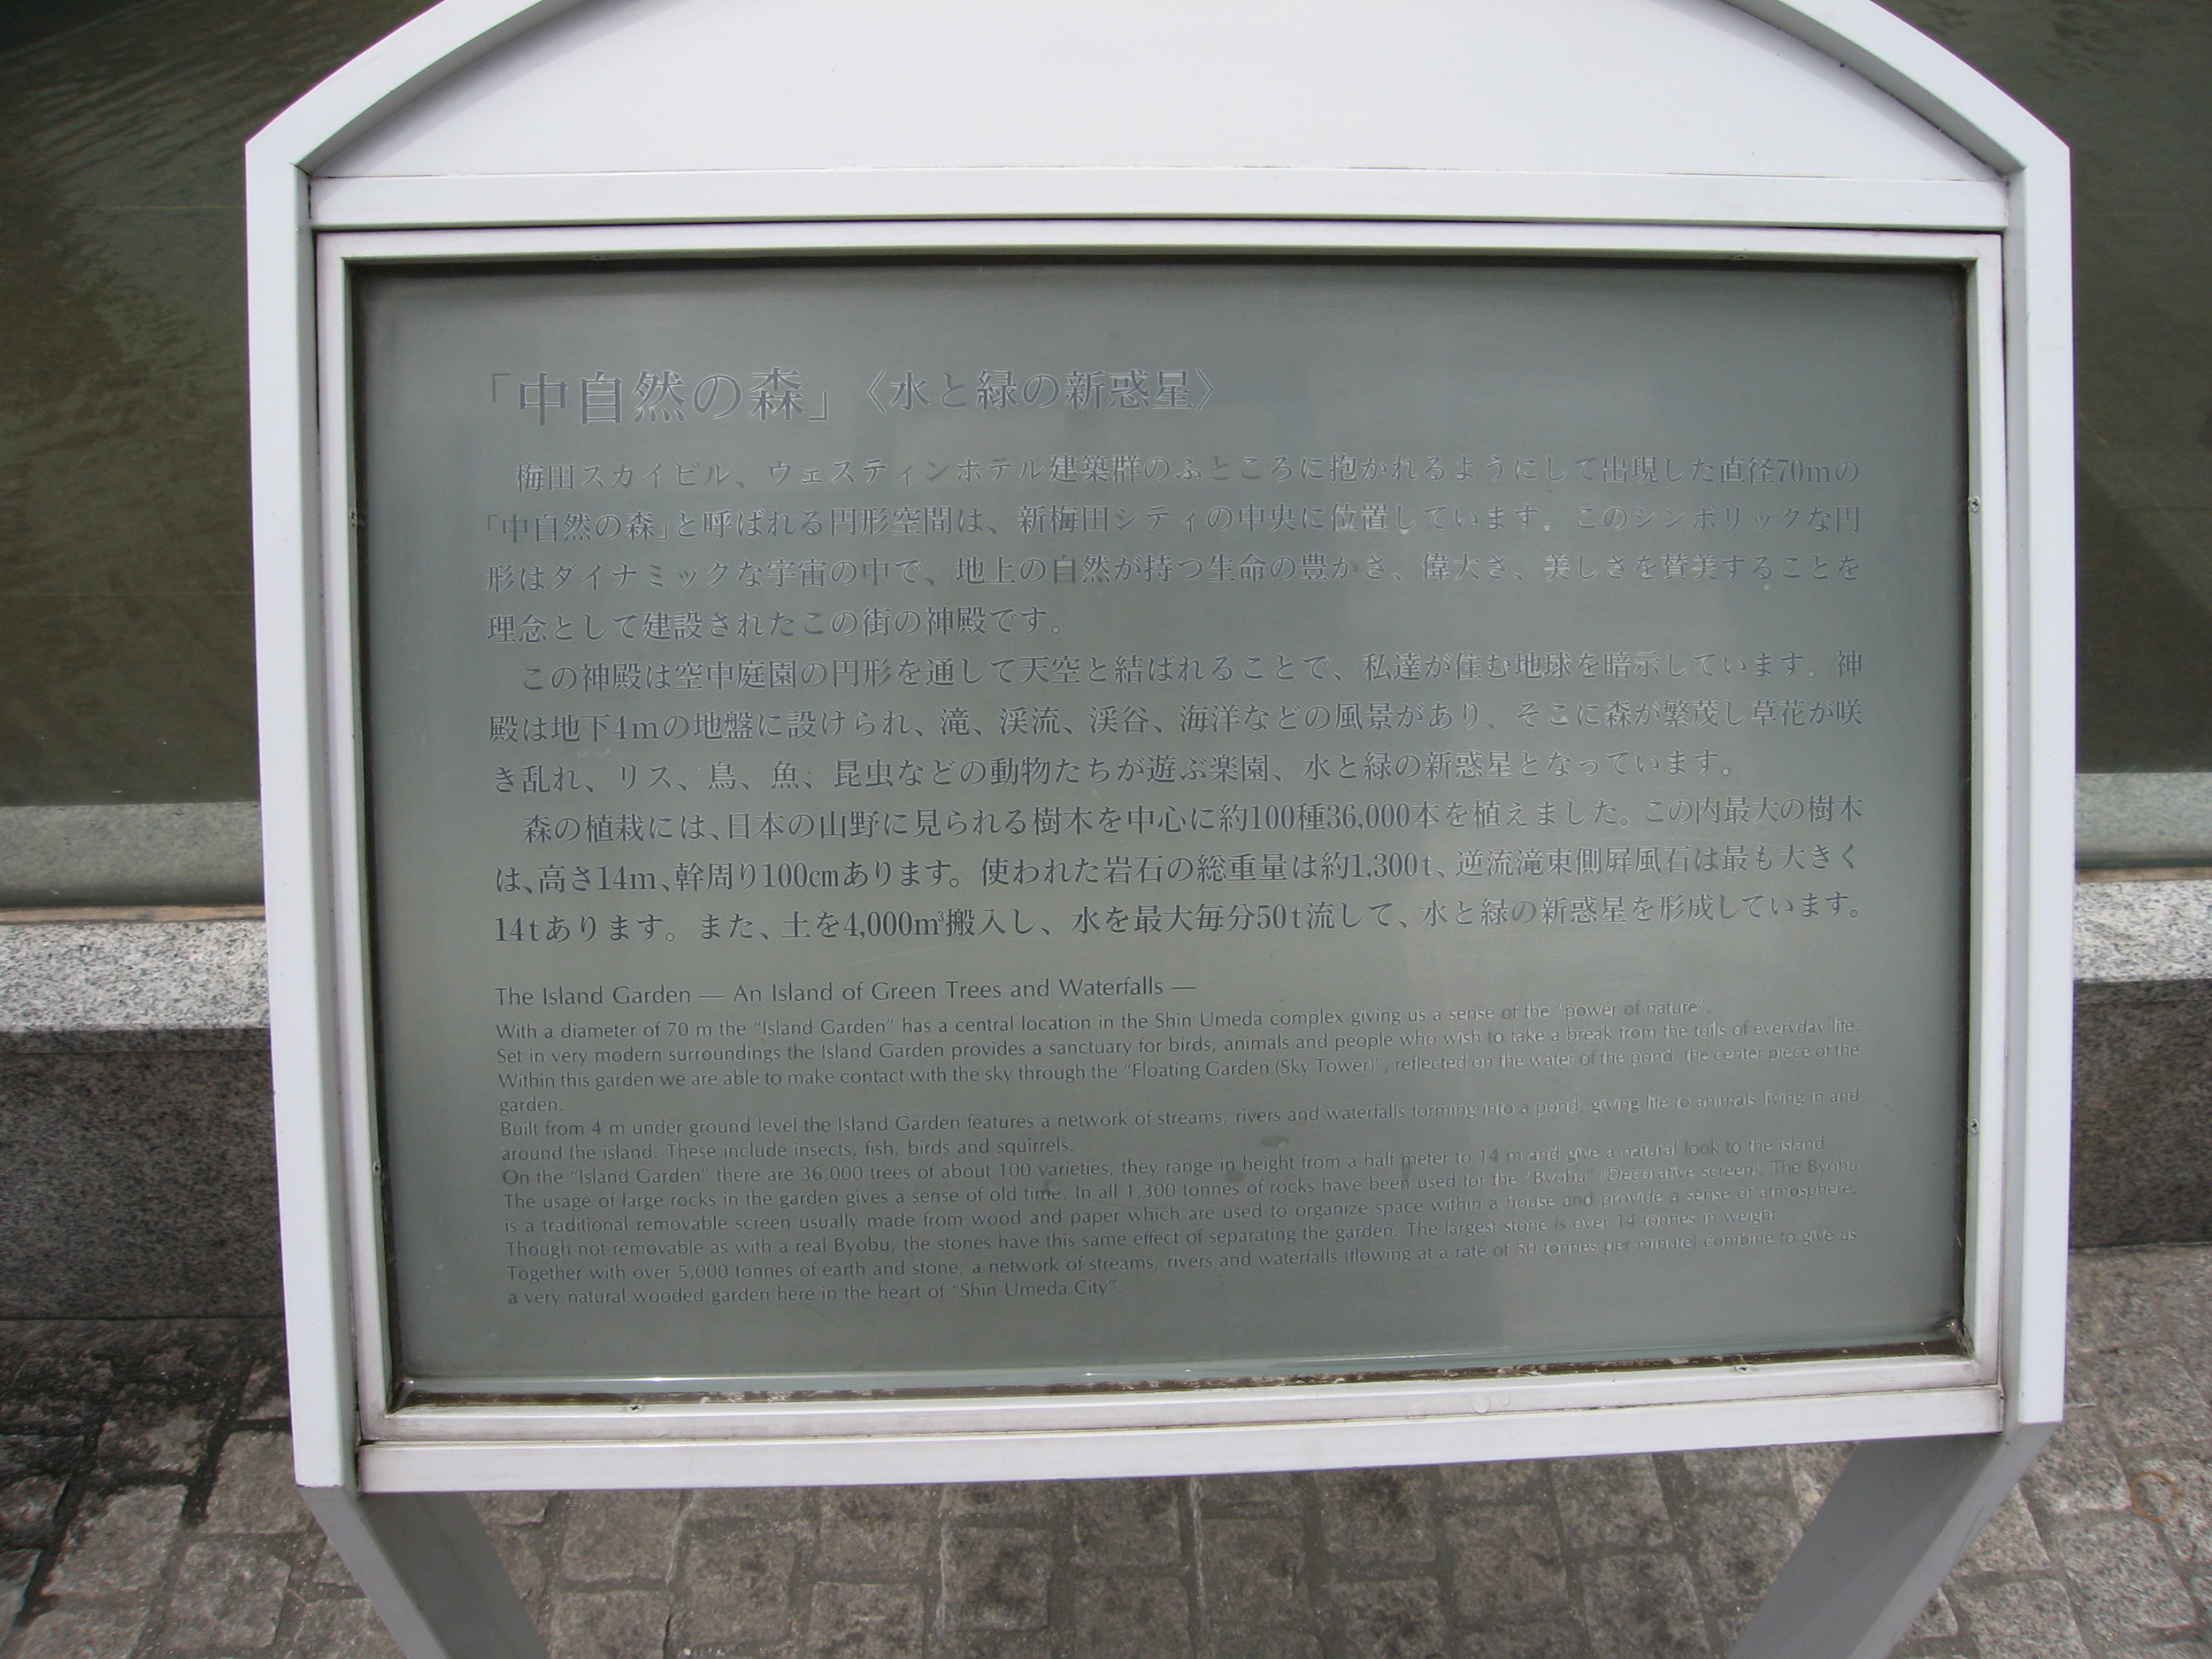 「中自然の森」〈水と緑の新惑星〉
梅田スカイビル、ウェスティンホテル建築群のふところに抱かれるようにして出現した直径70mの
「中自然の森」と呼ばれる円形空間は、新梅田シティの中央に位置しています。このシンボリックな円
形はダイナミックな宇宙の中で、地上の自然が持つ生命の豊かさ、偉大さ、美しさを賛美することを
理念として建設されたこの街の神殿です。
この神殿は空中庭園の円形を通して天空と結ばれることで、私達が住む地球を暗示しています。神
殿は地下4mの地盤に設けられ、滝、渓流、渓谷、海洋などの風景があり、そこに森が繁茂し草花が咲
き乱れ、リス、鳥、魚、昆虫などの動物たちが遊ぶ楽園、水と緑の新惑星となっています。
森の植栽には、日本の山野に見られる樹木を中心に約100種36,000本を植えました。この内最大の樹木
は、高さ14m、幹周り100cmあります。使われた岩石の総重量は約1,300t、逆流滝東側屏風石は最も大きく
14tあります。また、土を4,000m³搬入し、水を最大毎分50t流して、水と緑の新惑星を形成しています。
The Island Garden — An Island of Green Trees and Waterfalls —
With a diameter of 70 m the "Island Garden" has a central location in the Shin Umeda complex giving us a sense of the "power of nature".
Set in very modern surroundings the Island Garden provides a sanctuary for birds, animals and people who wish to take a break from the toils of everyday life.
Within this garden we are able to make contact with the sky through the "Floating Garden (Sky Tower)", reflected on the water of the pond, the center piece of the
garden.
Built from 4 m under ground level the Island Garden features a network of streams, rivers and waterfalls forming into a pond, giving life to animals living in and
around the island. These include insects, fish, birds and squirrels.
On the "Island Garden" there are 36,000 trees of about 100 varieties, they range in height from a half meter to 14 m and give a natural look to the island.
The usage of large rocks in the garden gives a sense of old time. In all 1,300 tonnes of rocks have been used for the "Byobu" (Decorative screen). The Byobu
is a traditional removable screen usually made from wood and paper which are used to organize space within a house and provide a sense of atmosphere.
Though not removable as with a real Byobu, the stones have this same effect of separating the garden. The largest stone is over 14 tonnes in weight.
Together with over 5,000 tonnes of earth and stone, a network of streams, rivers and waterfalls (flowing at a rate of 50 tonnes per minute) combine to give us
a very natural wooded garden here in the heart of "Shin Umeda City".